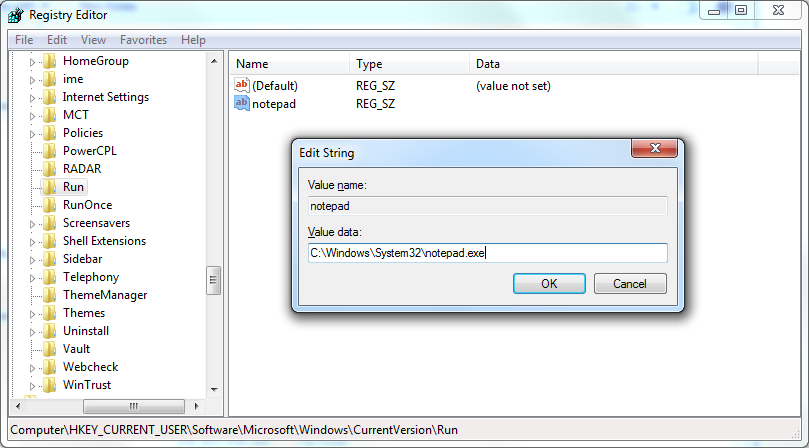 Registry Editor
File Edit View Favorites Help
HomeGroup
ime
Internet Settings
MCT
Policies
PowerCPL
RADAR
Run
RunOnce
Screensavers
Shell Extensions
Sidebar
Telephony
ThemeManager
Themes
Uninstall
Vault
Webcheck
WinTrust
Name Type Data
ab (Default) REG_SZ (value not set)
ab notepad REG_SZ
Edit String
Value name:
notepad
Value data:
C:\Windows\System32\notepad.exe
OK Cancel
Computer\HKEY_CURRENT_USER\Software\Microsoft\Windows\CurrentVersion\Run